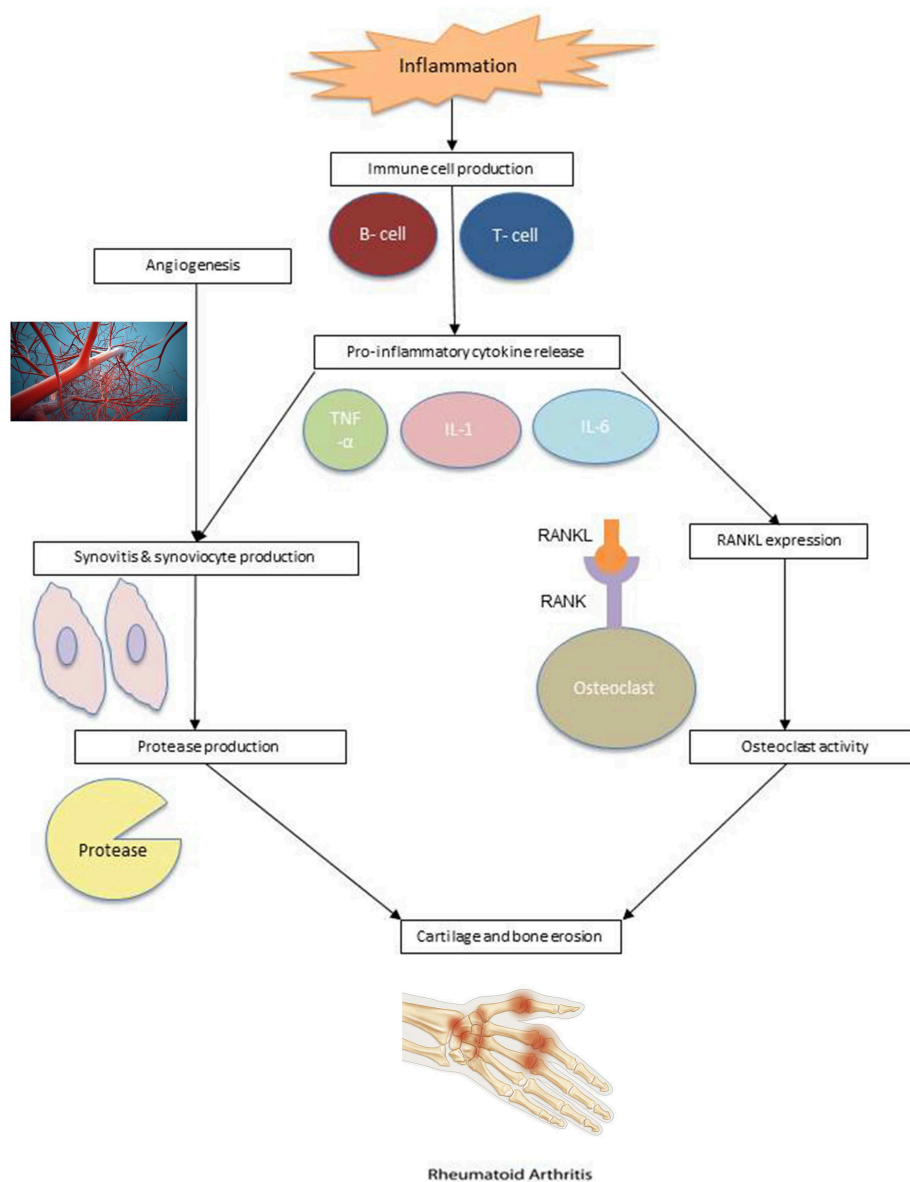 Inflammation
Immune cell production
B- cell
T- cell
Angiogenesis
Pro-inflammatory cytokine release
TNF
-α
IL-1
IL-6
RANKL
RANK
RANKL expression
Synovitis & synoviocyte production
Osteoclast
Protease production
Osteoclast activity
Protease
Cartilage and bone erosion
Rheumatoid Arthritis